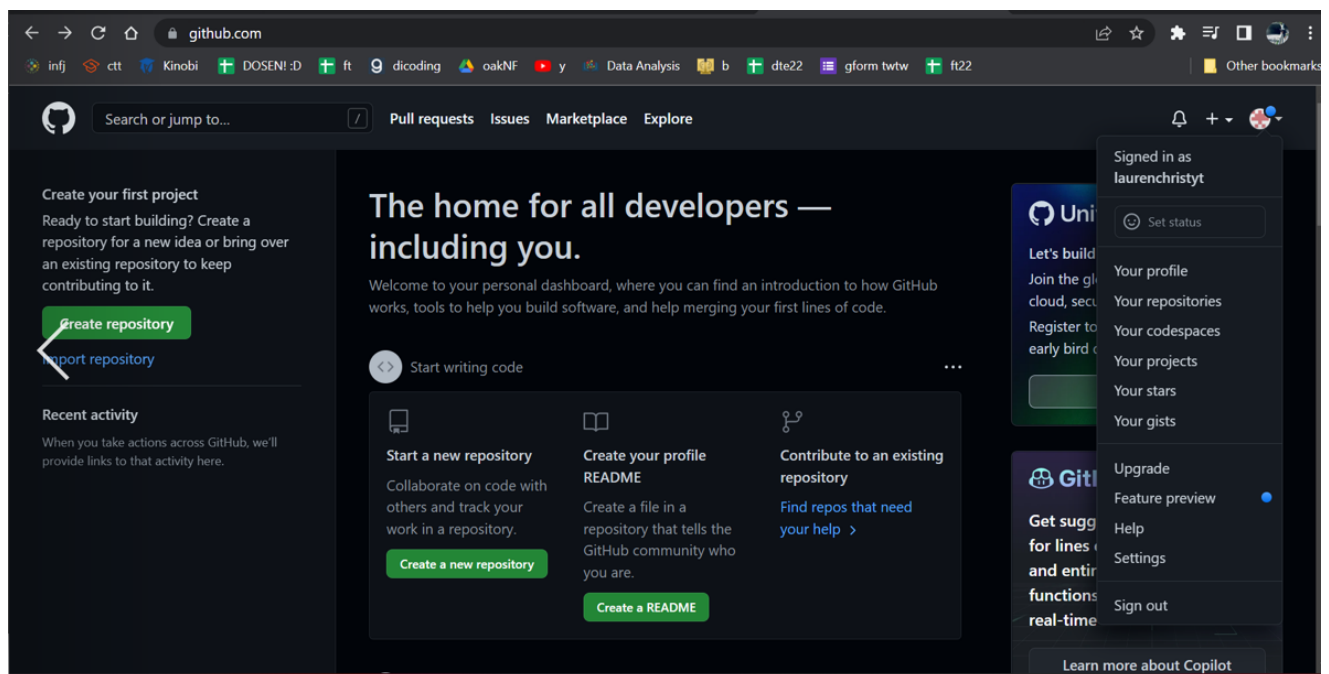 github.com
infj ctt Kinobi DOSEN! :D ft dicoding oakNF y Data Analysis b dte22 gform twtw ft22 Other bookmarks
Search or jump to... / Pull requests Issues Marketplace Explore
Create your first project
Ready to start building? Create a
repository for a new idea or bring over
an existing repository to keep
contributing to it.
Create repository
Import repository
Recent activity
When you take actions across GitHub, we'll
provide links to that activity here.
The home for all developers —
including you.
Welcome to your personal dashboard, where you can find an introduction to how GitHub
works, tools to help you build software, and help merging your first lines of code.
Start writing code
Start a new repository
Collaborate on code with
others and track your
work in a repository.
Create a new repository
Create your profile
README
Create a file in a
repository that tells the
GitHub community who
you are.
Create a README
Contribute to an existing
repository
Find repos that need
your help >
Uni
Let's build
Join the gl
cloud, secu
Register to
early bird
Git
Get sugg
for lines
and entir
functions
real-time
Learn more about Copilot
Signed in as
laurenchristyt
Set status
Your profile
Your repositories
Your codespaces
Your projects
Your stars
Your gists
Upgrade
Feature preview
Help
Settings
Sign out